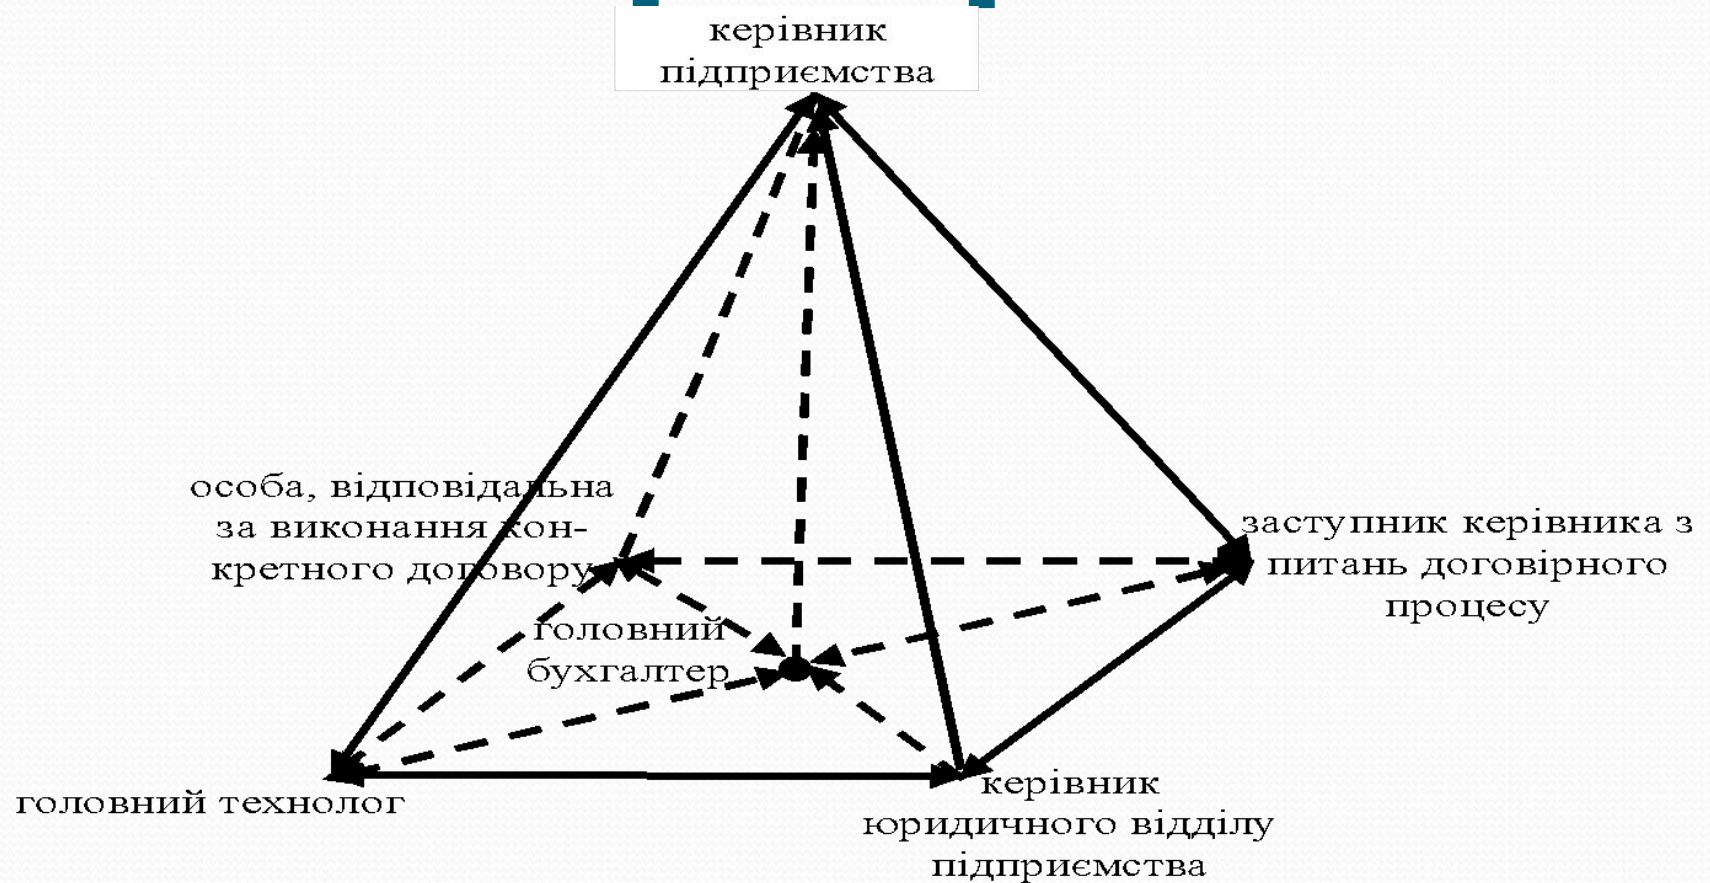 керівник
підприємства
особа, відповідальна
за виконання кон-
кретного договору
заступник керівника з
питань договірного
процесу
головний
бухгалтер
головний технолог
керівник
юридичного відділу
підприємства